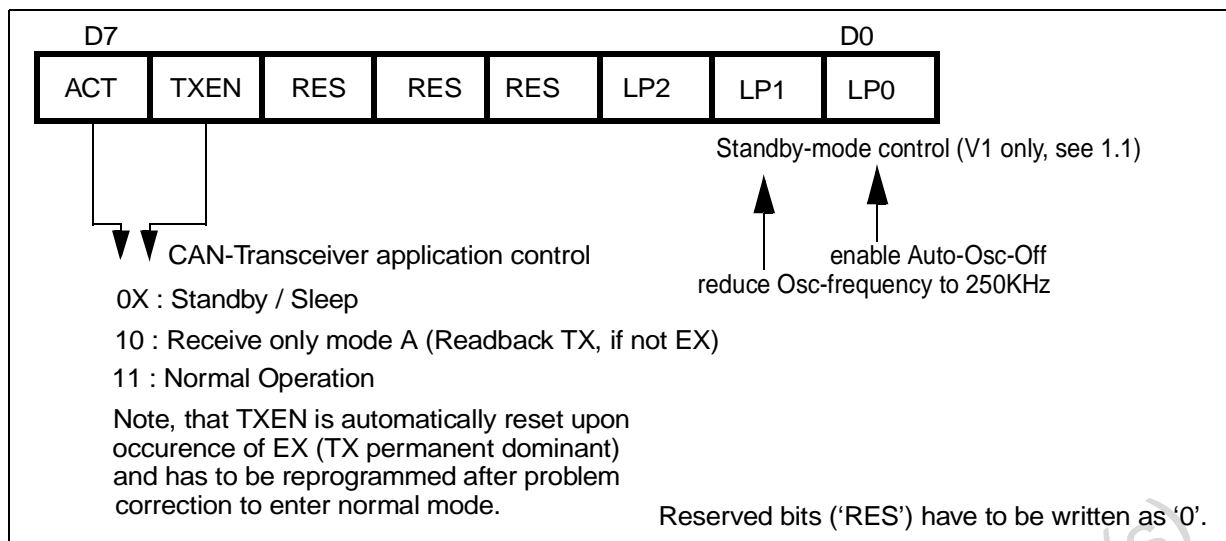 D7 D0
ACT TXEN RES RES RES LP2 LP1 LP0
Standby-mode control (V1 only, see 1.1)
enable Auto-Osc-Off
reduce Osc-frequency to 250KHz
CAN-Transceiver application control
0X : Standby / Sleep
10 : Receive only mode A (Readback TX, if not EX)
11 : Normal Operation
Note, that TXEN is automatically reset upon
occurence of EX (TX permanent dominant)
and has to be reprogrammed after problem
correction to enter normal mode.
Reserved bits (‘RES’) have to be written as ‘0’.